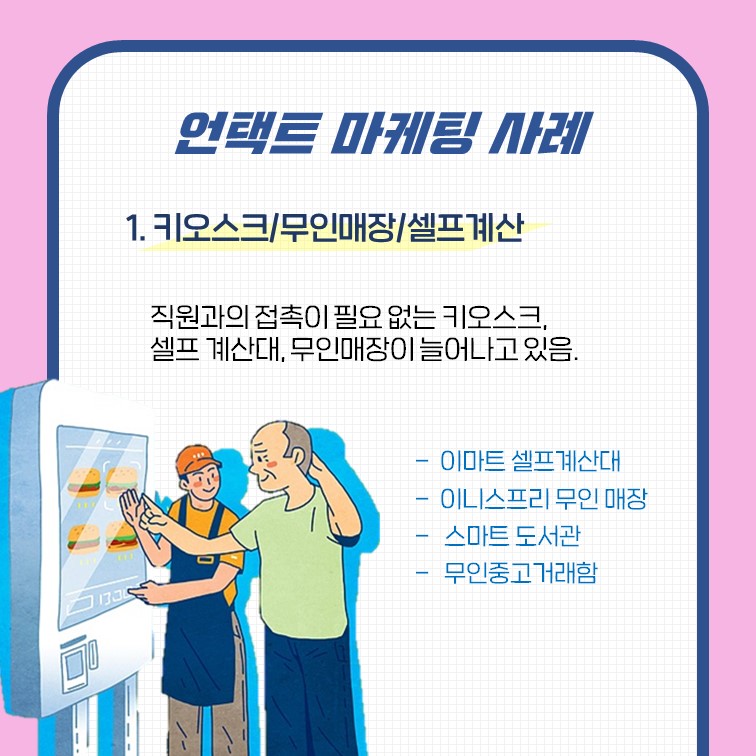 언택트 마케팅 사례
1. 키오스크/무인매장/셀프계산
직원과의 접촉이 필요 없는 키오스크,
셀프 계산대, 무인매장이 늘어나고 있음.
- 이마트 셀프계산대
- 이니스프리 무인 매장
- 스마트 도서관
- 무인중고거래함